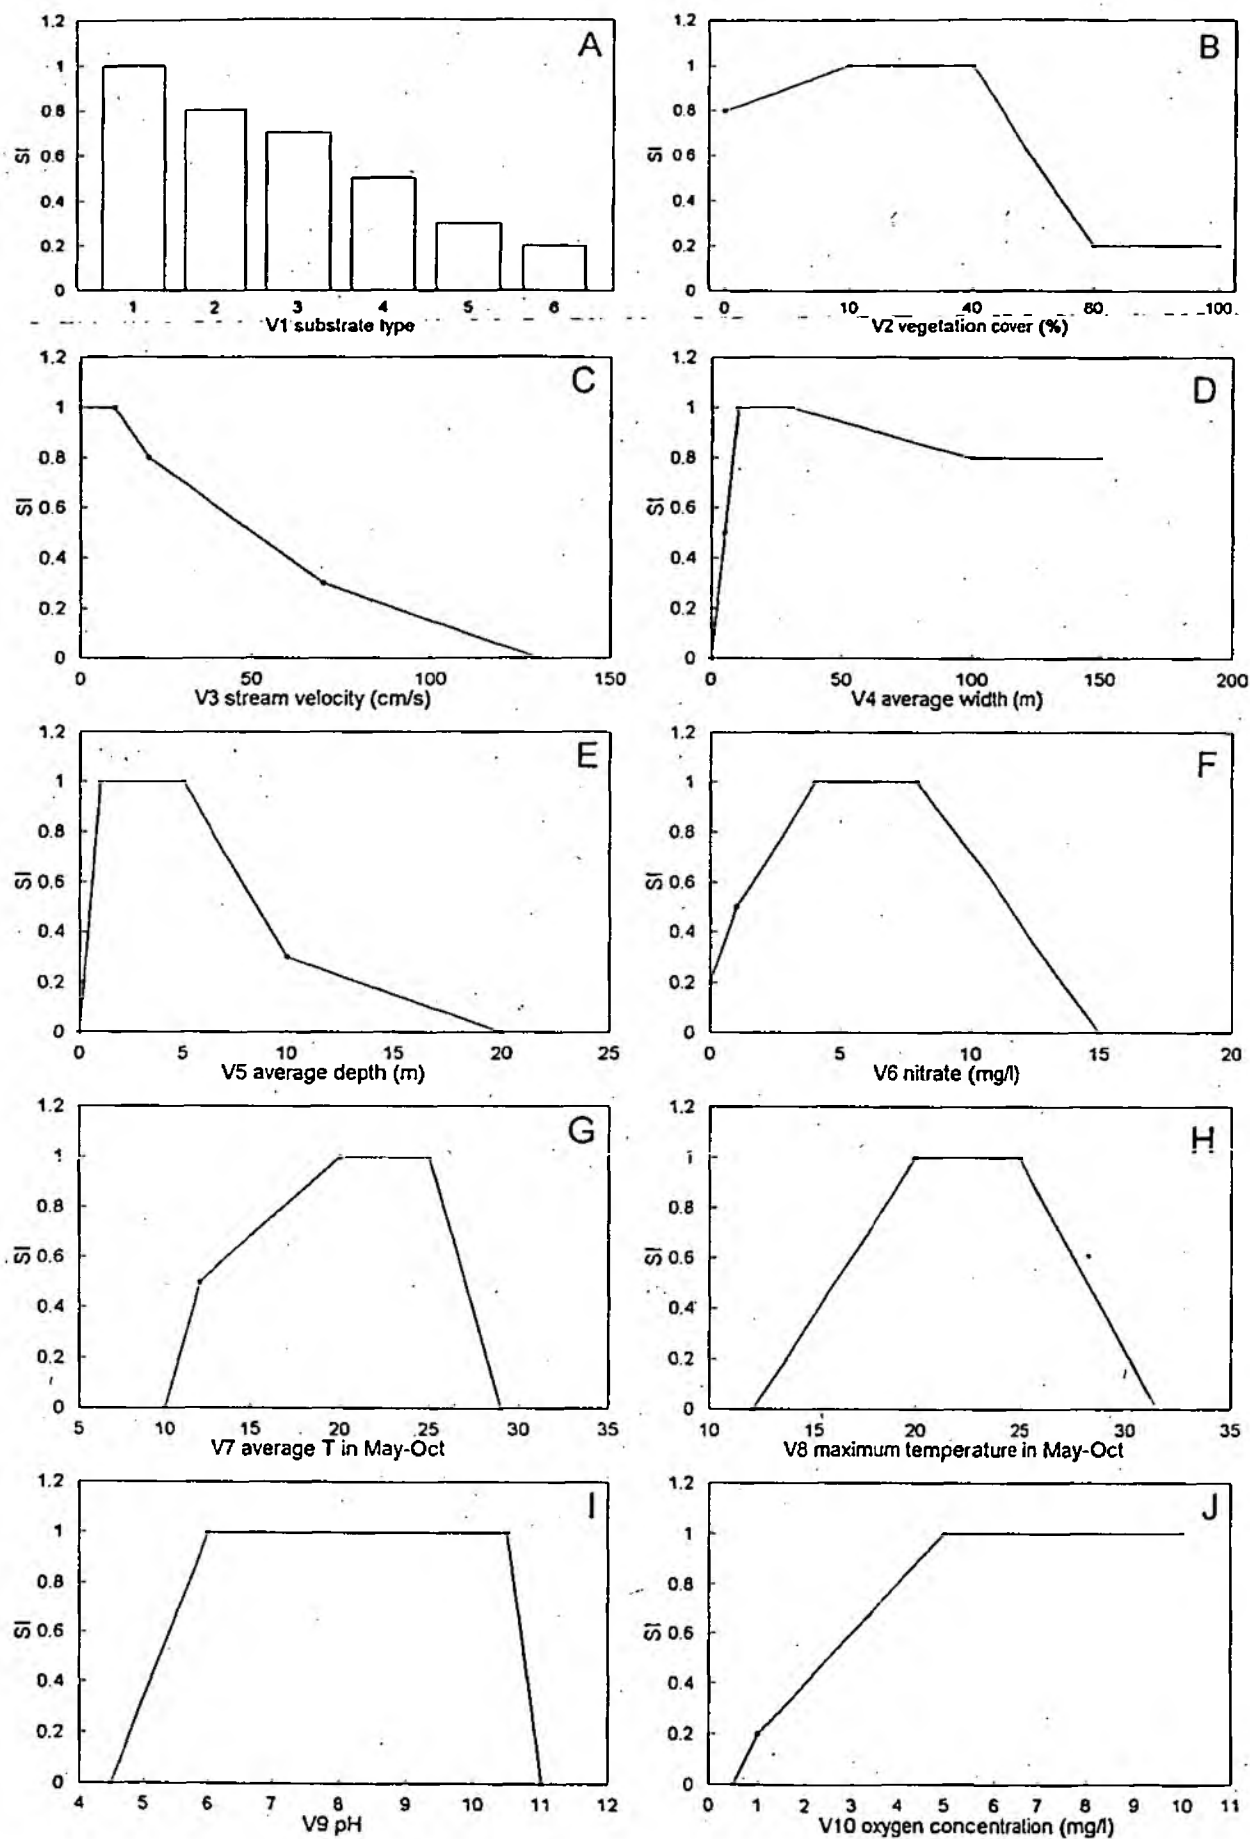 A
1.2
1
0.8
0.6
0.4
0.2
0
SI
1 2 3 4 5 6
V1 substrate type
B
1.2
1
0.8
0.6
0.4
0.2
0
SI
0 10 40 80 100
V2 vegetation cover (%)
C
1.2
1
0.8
0.6
0.4
0.2
0
SI
0 50 100 150
V3 stream velocity (cm/s)
D
1.2
1
0.8
0.6
0.4
0.2
0
SI
0 50 100 150 200
V4 average width (m)
E
1.2
1
0.8
0.6
0.4
0.2
0
SI
0 5 10 15 20 25
V5 average depth (m)
F
1.2
1
0.8
0.6
0.4
0.2
0
SI
0 5 10 15 20
V6 nitrate (mg/l)
G
1.2
1
0.8
0.6
0.4
0.2
0
SI
5 10 15 20 25 30 35
V7 average T in May-Oct
H
1.2
1
0.8
0.6
0.4
0.2
0
SI
10 15 20 25 30 35
V8 maximum temperature in May-Oct
I
1.2
1
0.8
0.6
0.4
0.2
0
SI
4 5 6 7 8 9 10 11 12
V9 pH
J
1.2
1
0.8
0.6
0.4
0.2
0
SI
0 1 2 3 4 5 6 7 8 9 10 11
V10 oxygen concentration (mg/l)